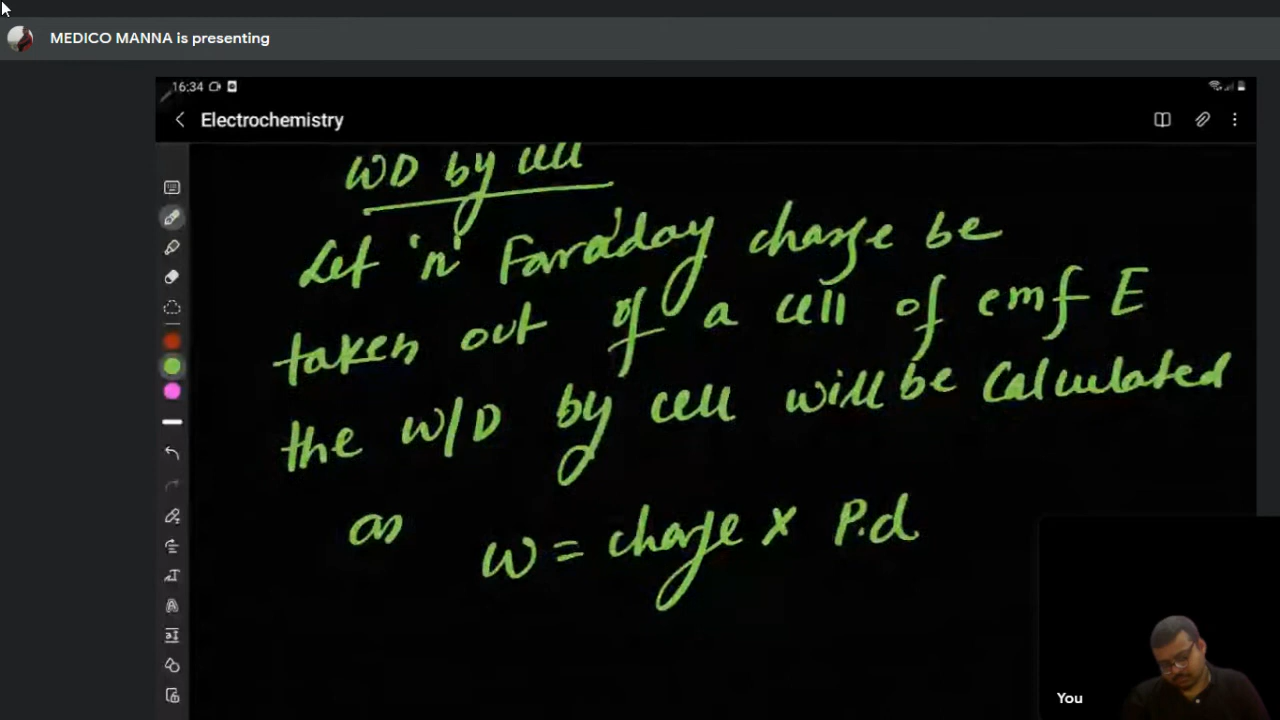 MEDICO MANNA is presenting
16:34
Electrochemistry
WD by cell
Let 'n' Faraday charge be
taken out of a cell of emf E
the W/D by cell will be Calculated
as W = charge x P.d
You